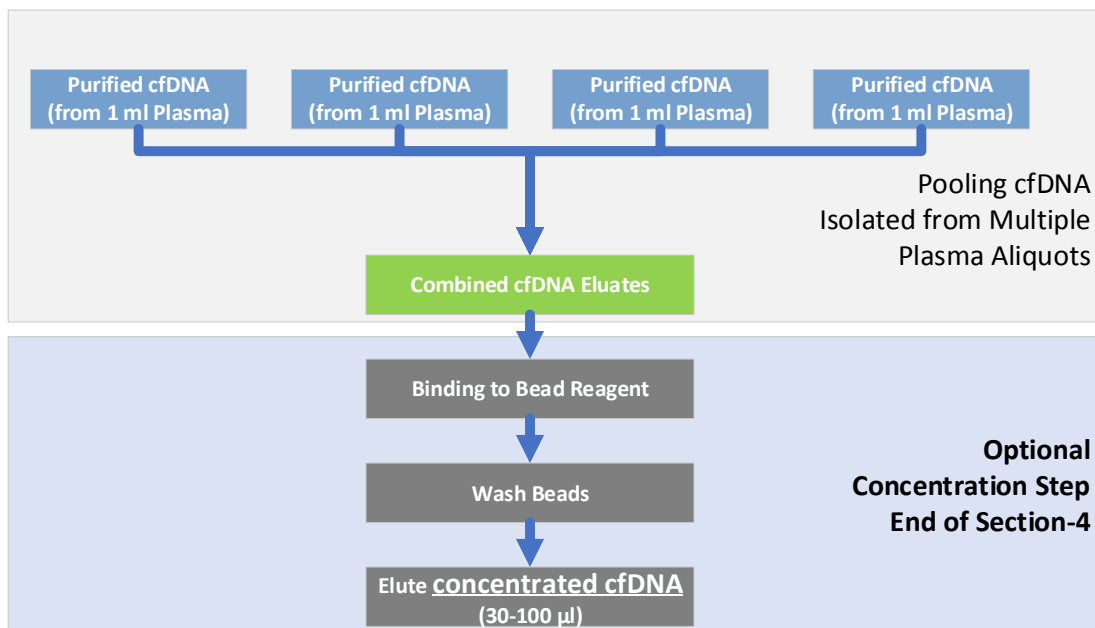 Purified cfDNA
(from 1 ml Plasma)
Purified cfDNA
(from 1 ml Plasma)
Purified cfDNA
(from 1 ml Plasma)
Purified cfDNA
(from 1 ml Plasma)
Pooling cfDNA
Isolated from Multiple
Plasma Aliquots
Combined cfDNA Eluates
Binding to Bead Reagent
Wash Beads
Optional
Concentration Step
End of Section-4
Elute concentrated cfDNA
(30-100 µl)